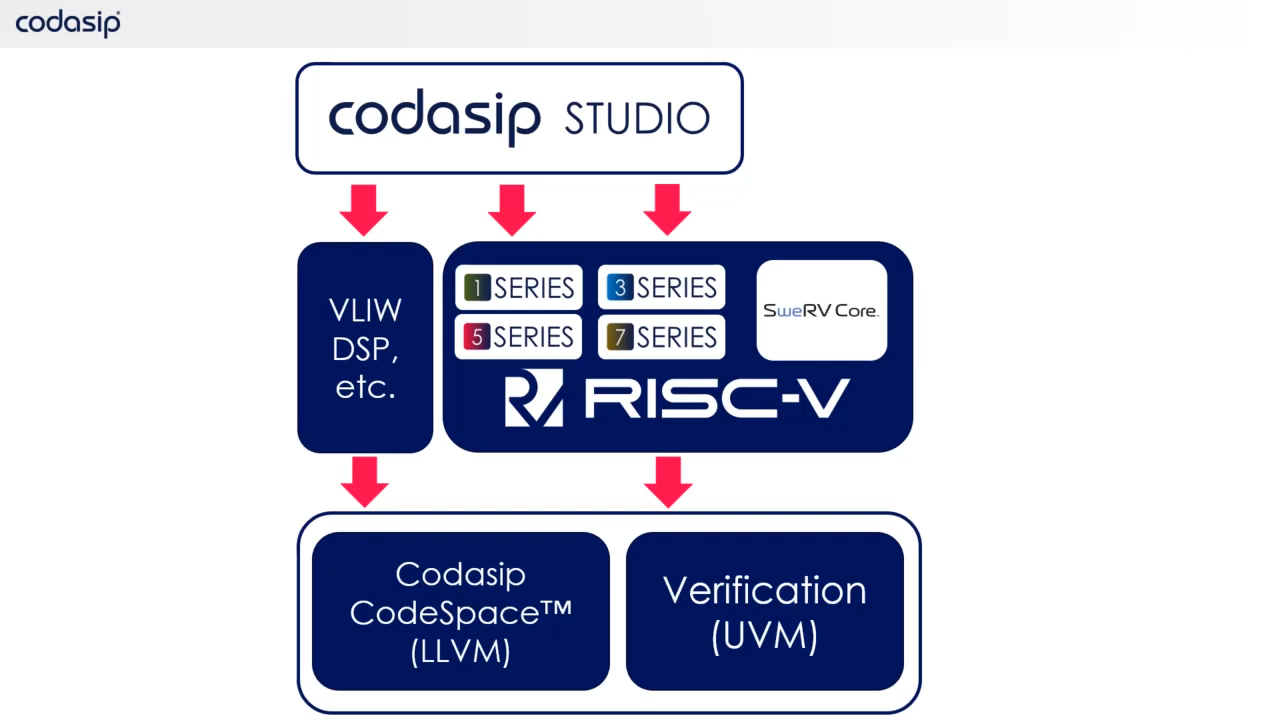 codasip
codasip STUDIO
VLIW
DSP,
etc.
1 SERIES
3 SERIES
5 SERIES
7 SERIES
SweRV Core™
RISC-V
Codasip
CodeSpace™
(LLVM)
Verification
(UVM)